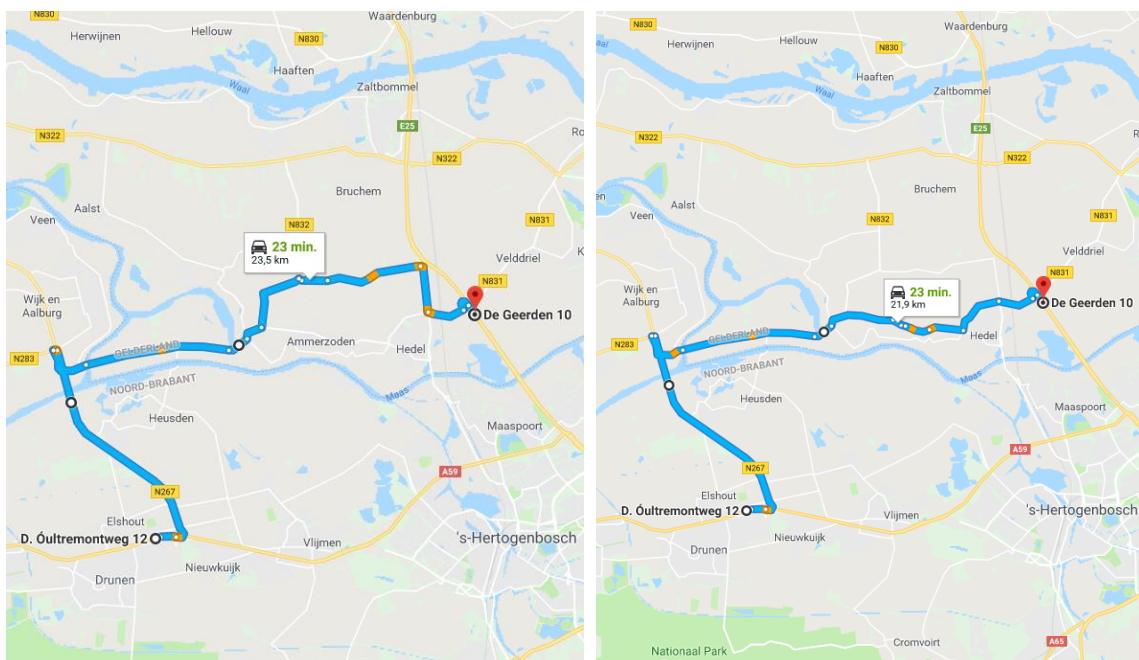 N830
Waardenburg
Herwijnen
Hellouw
N830
Haaften
Waal
Zaltbommel
E25
N322
N322
Bruchem
Aalst
Veen
N832
N831
23 min.
23,5 km
Velddriel
K
Wijk en
Aalburg
N831
De Geerden 10
GELDERLAND
Ammerzoden
Hedel
N283
NOORD-BRABANT
Maas
Heusden
Maaspoort
A59
N267
Elshout
D. Óultremontweg 12
Vlijmen
's-Hertogenbosch
Nieuwkuijk
Drunen
N830
Waardenburg
Herwijnen
Hellouw
N830
Haaften
Waal
Zaltbommel
E25
N322
N322
Bruchem
en
Aalst
Veen
N832
N831
Velddriel
23 min.
21,9 km
Wijk en
Aalburg
N831
De Geerden 10
GELDERLAND
Hedel
N283
NOORD-BRABANT
Maas
Heusden
Maaspoort
A59
N267
Elshout
D. Óultremontweg 12
Vlijmen
's-Hertogenbosch
Nieuwkuijk
Drunen
Cromvoirt
A65
Nationaal Park